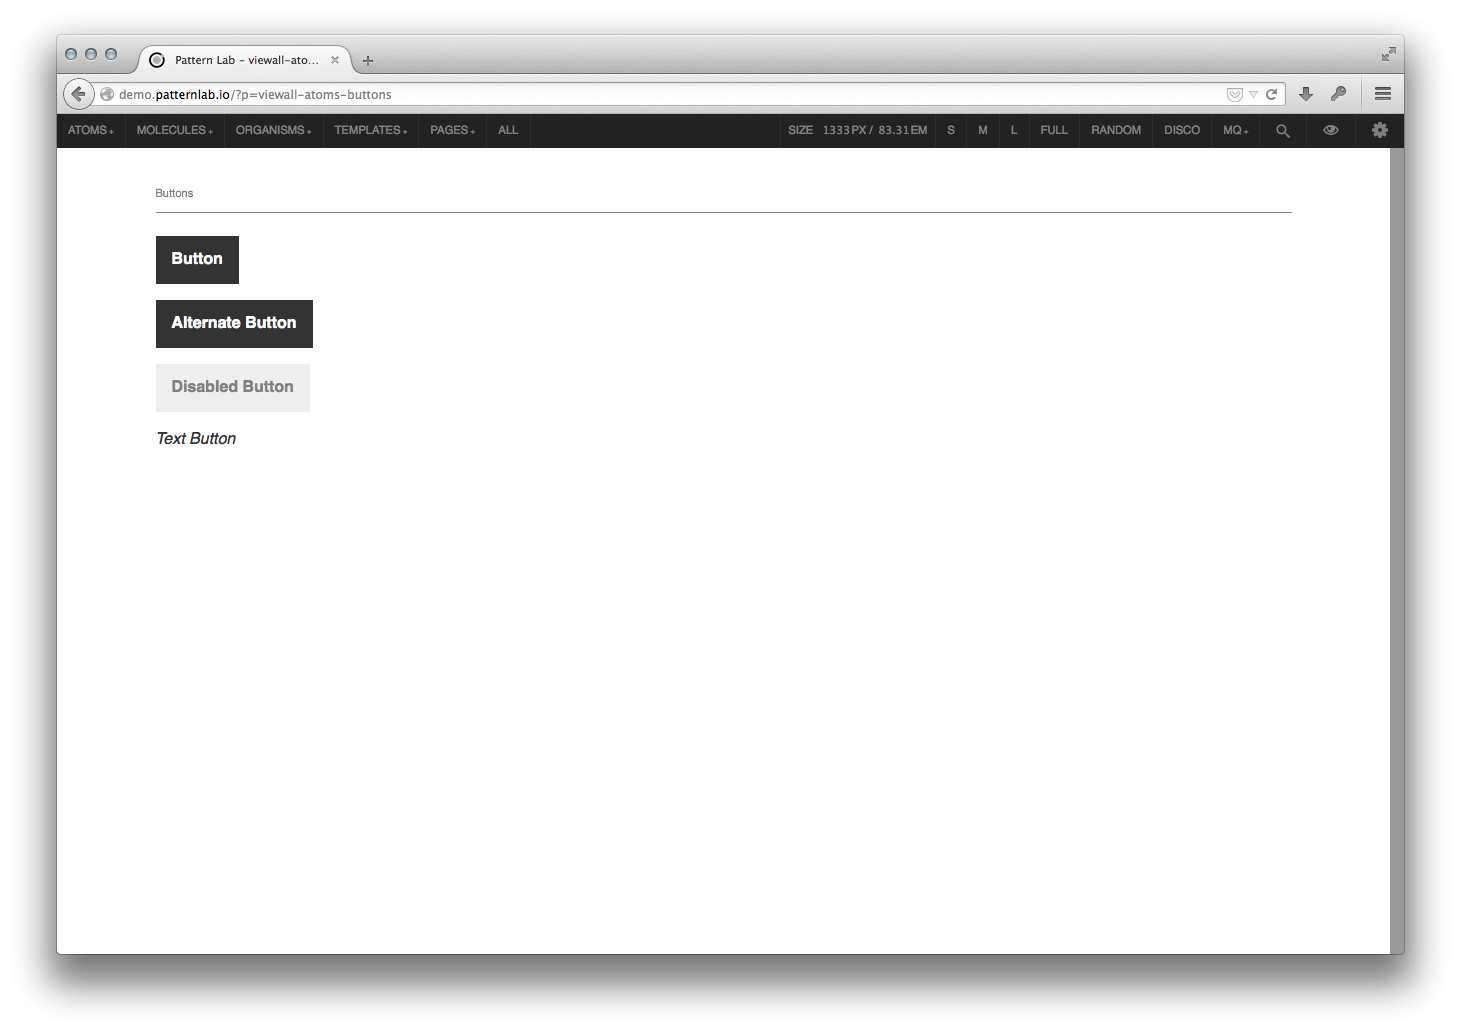 Pattern Lab - viewall-ato...
demo.patternlab.io/?p=viewall-atoms-buttons
ATOMS MOLECULES ORGANISMS TEMPLATES PAGES ALL SIZE 1333PX / 83.31EM S M L FULL RANDOM DISCO MQ
Buttons
Button
Alternate Button
Disabled Button
Text Button